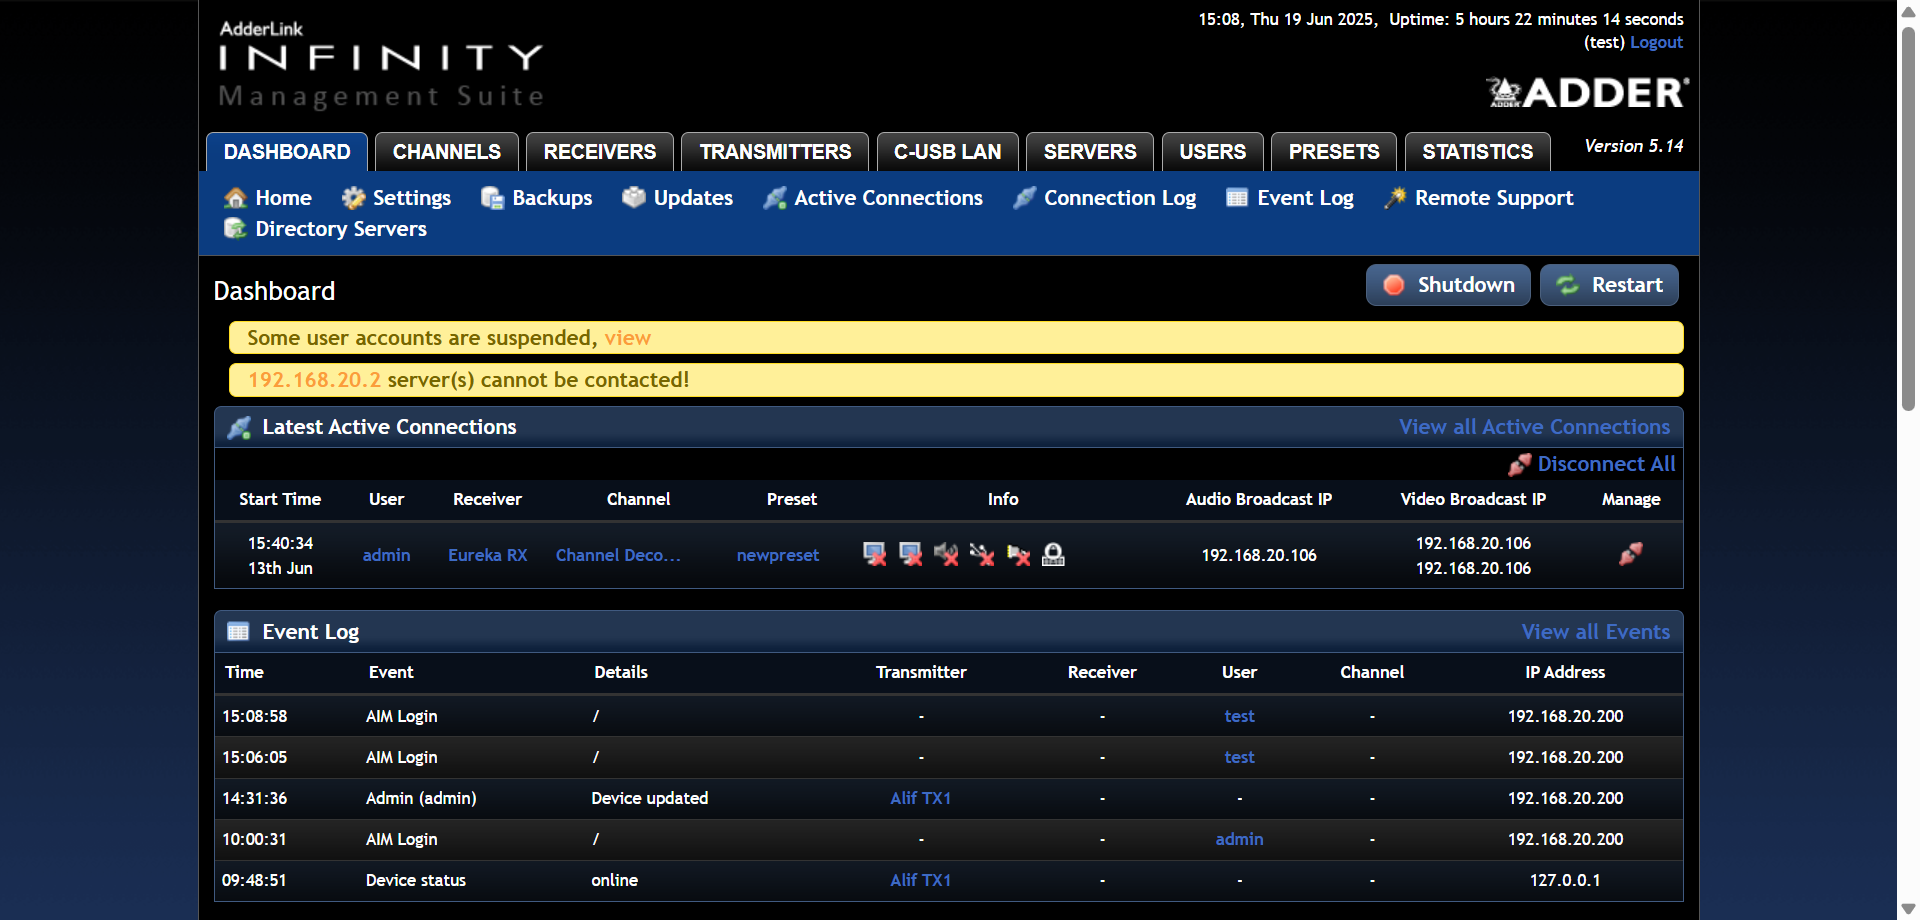 AdderLink
INFINITY
Management Suite
15:08, Thu 19 Jun 2025, Uptime: 5 hours 22 minutes 14 seconds
(test) Logout
ADDER
ADDER®
Version 5.14
DASHBOARD CHANNELS RECEIVERS TRANSMITTERS C-USB LAN SERVERS USERS PRESETS STATISTICS
Home Settings Backups Updates Active Connections Connection Log Event Log Remote Support
Directory Servers
Dashboard
Shutdown Restart
Some user accounts are suspended, view
192.168.20.2 server(s) cannot be contacted!
Latest Active Connections View all Active Connections
Disconnect All
Start Time User Receiver Channel Preset Info Audio Broadcast IP Video Broadcast IP Manage
15:40:34
13th Jun
admin Eureka RX Channel Deco... newpreset 192.168.20.106
192.168.20.106
192.168.20.106
Event Log View all Events
Time Event Details Transmitter Receiver User Channel IP Address
15:08:58 AIM Login / - - test - 192.168.20.200
15:06:05 AIM Login / - - test - 192.168.20.200
14:31:36 Admin (admin) Device updated Alif TX1 - - - 192.168.20.200
10:00:31 AIM Login / - - admin - 192.168.20.200
09:48:51 Device status online Alif TX1 - - - 127.0.0.1